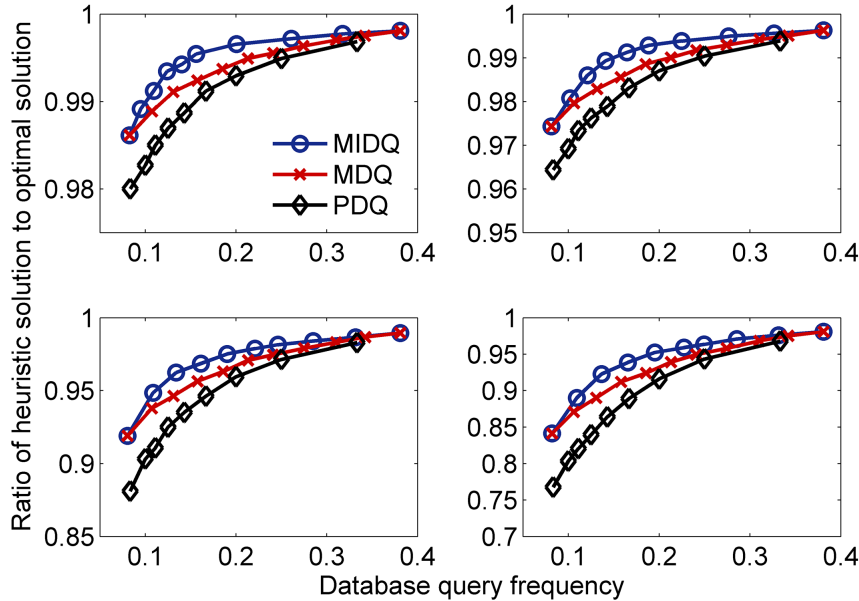 Ratio of heuristic solution to optimal solution
1
0.99
0.98
0.1 0.2 0.3 0.4
MIDQ
MDQ
PDQ
1
0.99
0.98
0.97
0.96
0.95
0.1 0.2 0.3 0.4
1
0.95
0.9
0.85
0.1 0.2 0.3 0.4
1
0.95
0.9
0.85
0.8
0.75
0.7
0.1 0.2 0.3 0.4
Database query frequency